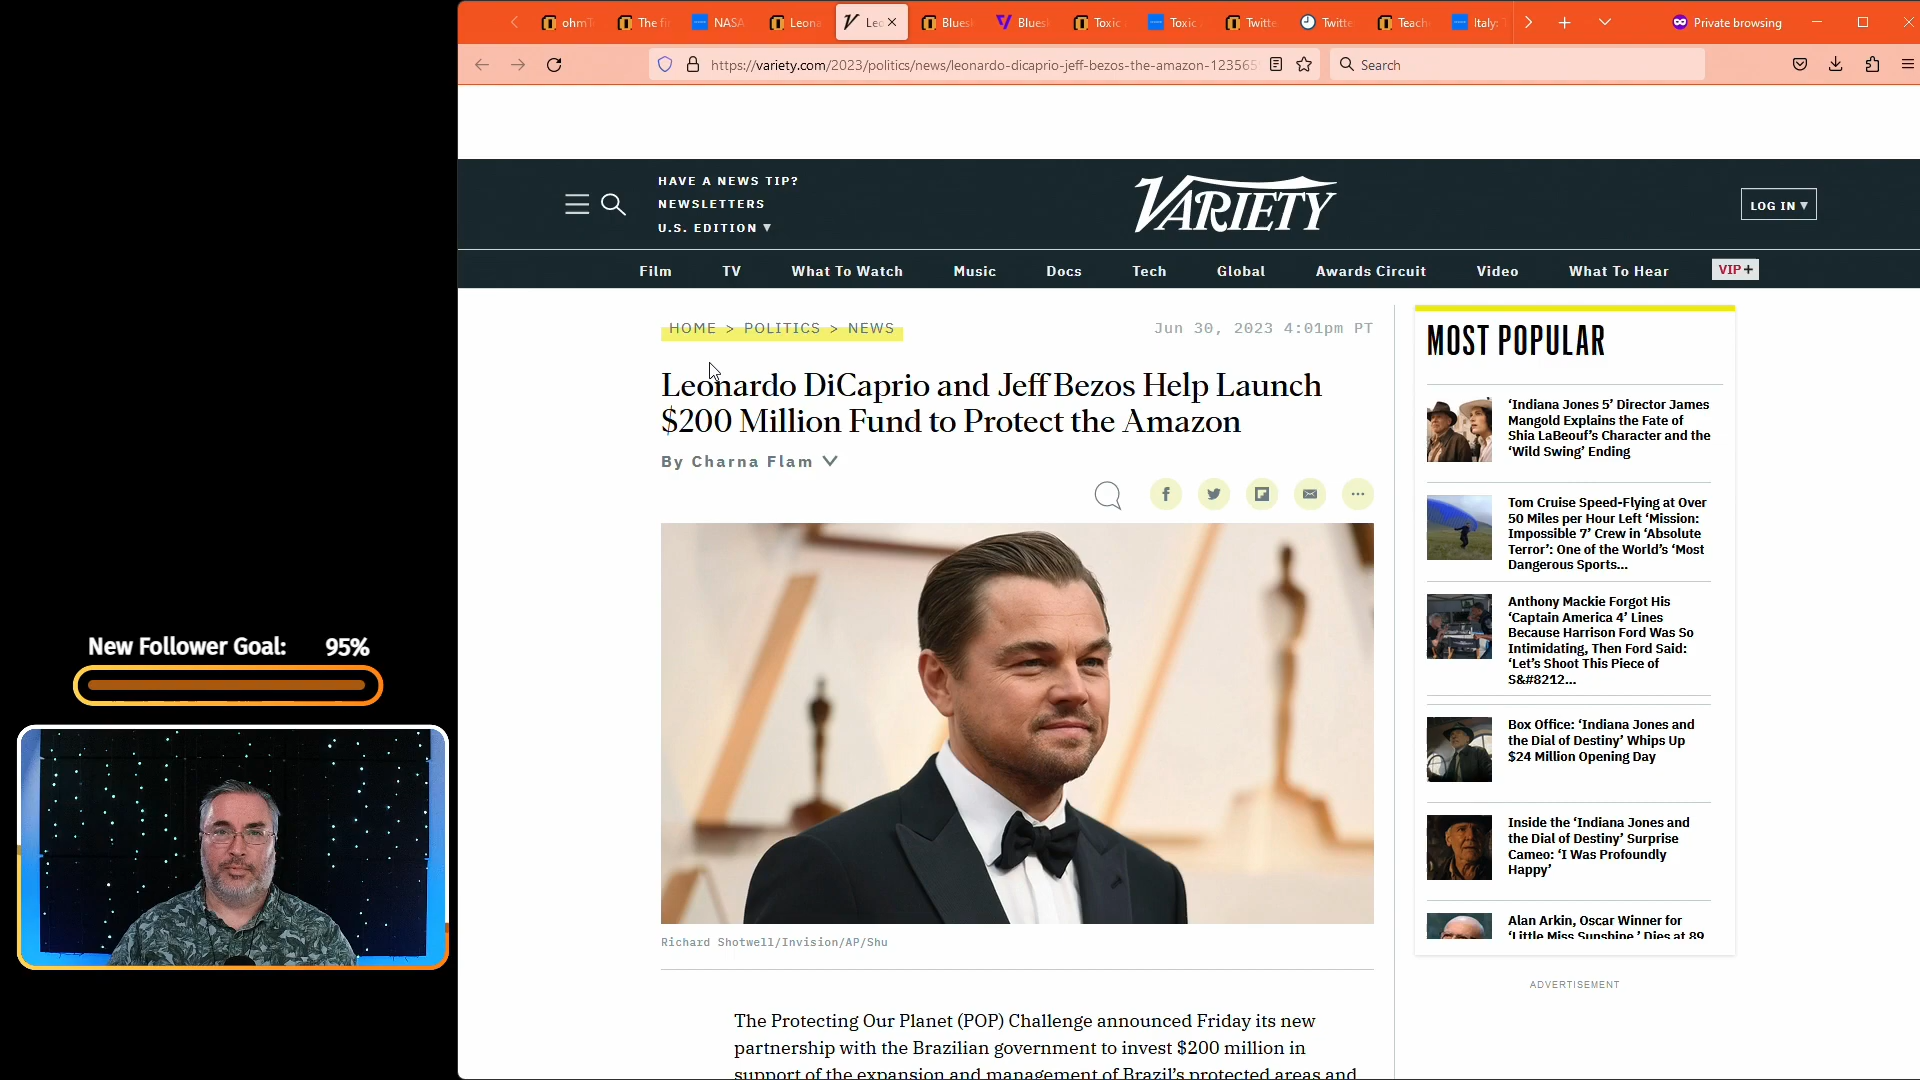 ohm
The fi
NASA
Leona
Leo
Blues
Blues
Toxic
Toxic
Twitte
Twitte
Teach
Italy:
Private browsing
https://variety.com/2023/politics/news/leonardo-dicaprio-jeff-bezos-the-amazon-123565
Search
HAVE A NEWS TIP?
NEWSLETTERS
U.S. EDITION ▼
VARIETY
LOG IN ▼
Film TV What To Watch Music Docs Tech Global Awards Circuit Video What To Hear VIP+
HOME > POLITICS > NEWS
Jun 30, 2023 4:01pm PT
Leonardo DiCaprio and Jeff Bezos Help Launch
$200 Million Fund to Protect the Amazon
By Charna Flam
Richard Shotwell/Invision/AP/Shu
The Protecting Our Planet (POP) Challenge announced Friday its new
partnership with the Brazilian government to invest $200 million in
support of the expansion and management of Brazil's protected areas and
MOST POPULAR
‘Indiana Jones 5’ Director James
Mangold Explains the Fate of
Shia LaBeouf’s Character and the
‘Wild Swing’ Ending
Tom Cruise Speed-Flying at Over
50 Miles per Hour Left ‘Mission:
Impossible 7’ Crew in ‘Absolute
Terror’: One of the World’s ‘Most
Dangerous Sports...
Anthony Mackie Forgot His
‘Captain America 4’ Lines
Because Harrison Ford Was So
Intimidating, Then Ford Said:
‘Let’s Shoot This Piece of
S&#8212...
Box Office: ‘Indiana Jones and
the Dial of Destiny’ Whips Up
$24 Million Opening Day
Inside the ‘Indiana Jones and
the Dial of Destiny’ Surprise
Cameo: ‘I Was Profoundly
Happy’
Alan Arkin, Oscar Winner for
‘Little Miss Sunshine,’ Dies at 89
ADVERTISEMENT
New Follower Goal: 95%